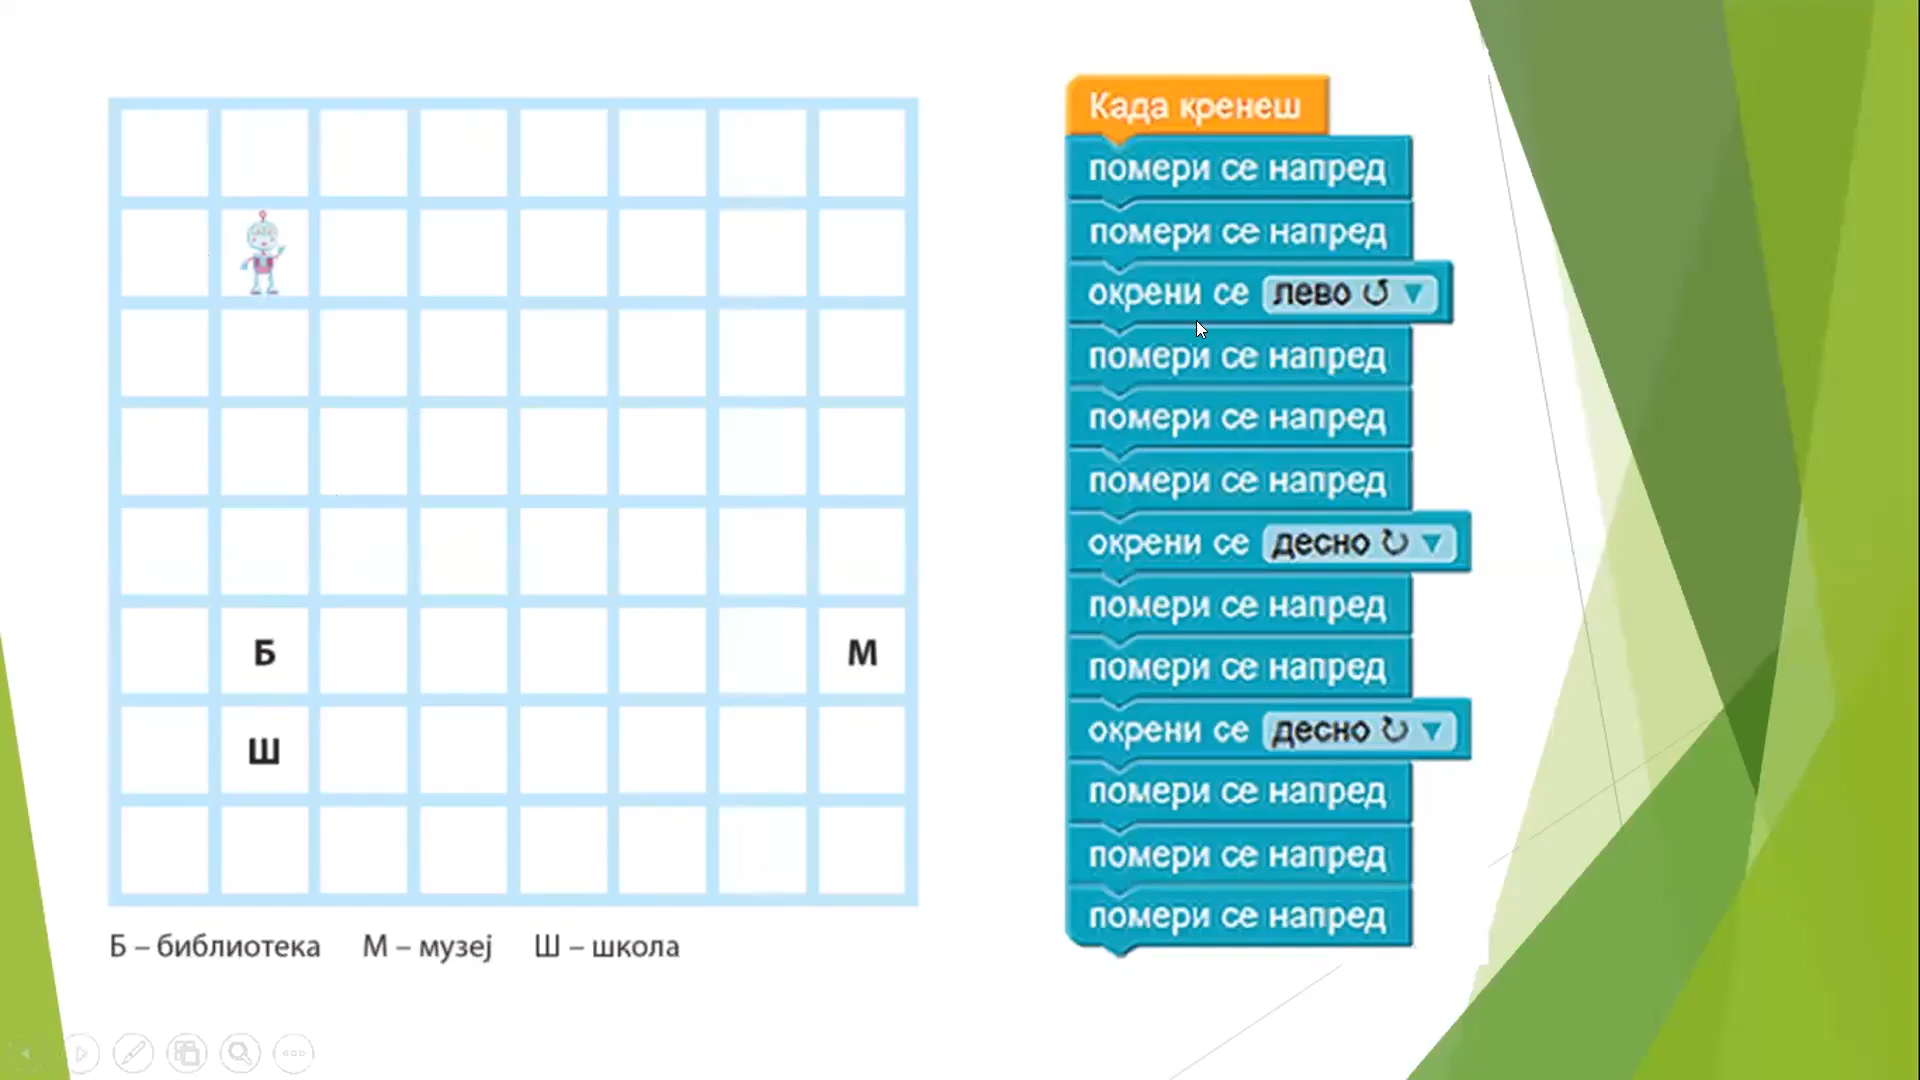 Б
М
Ш
Б – библиотека М – музеј Ш – школа
Када кренеш
помери се напред
помери се напред
окрени се лево
помери се напред
помери се напред
помери се напред
окрени се десно
помери се напред
помери се напред
окрени се десно
помери се напред
помери се напред
помери се напред